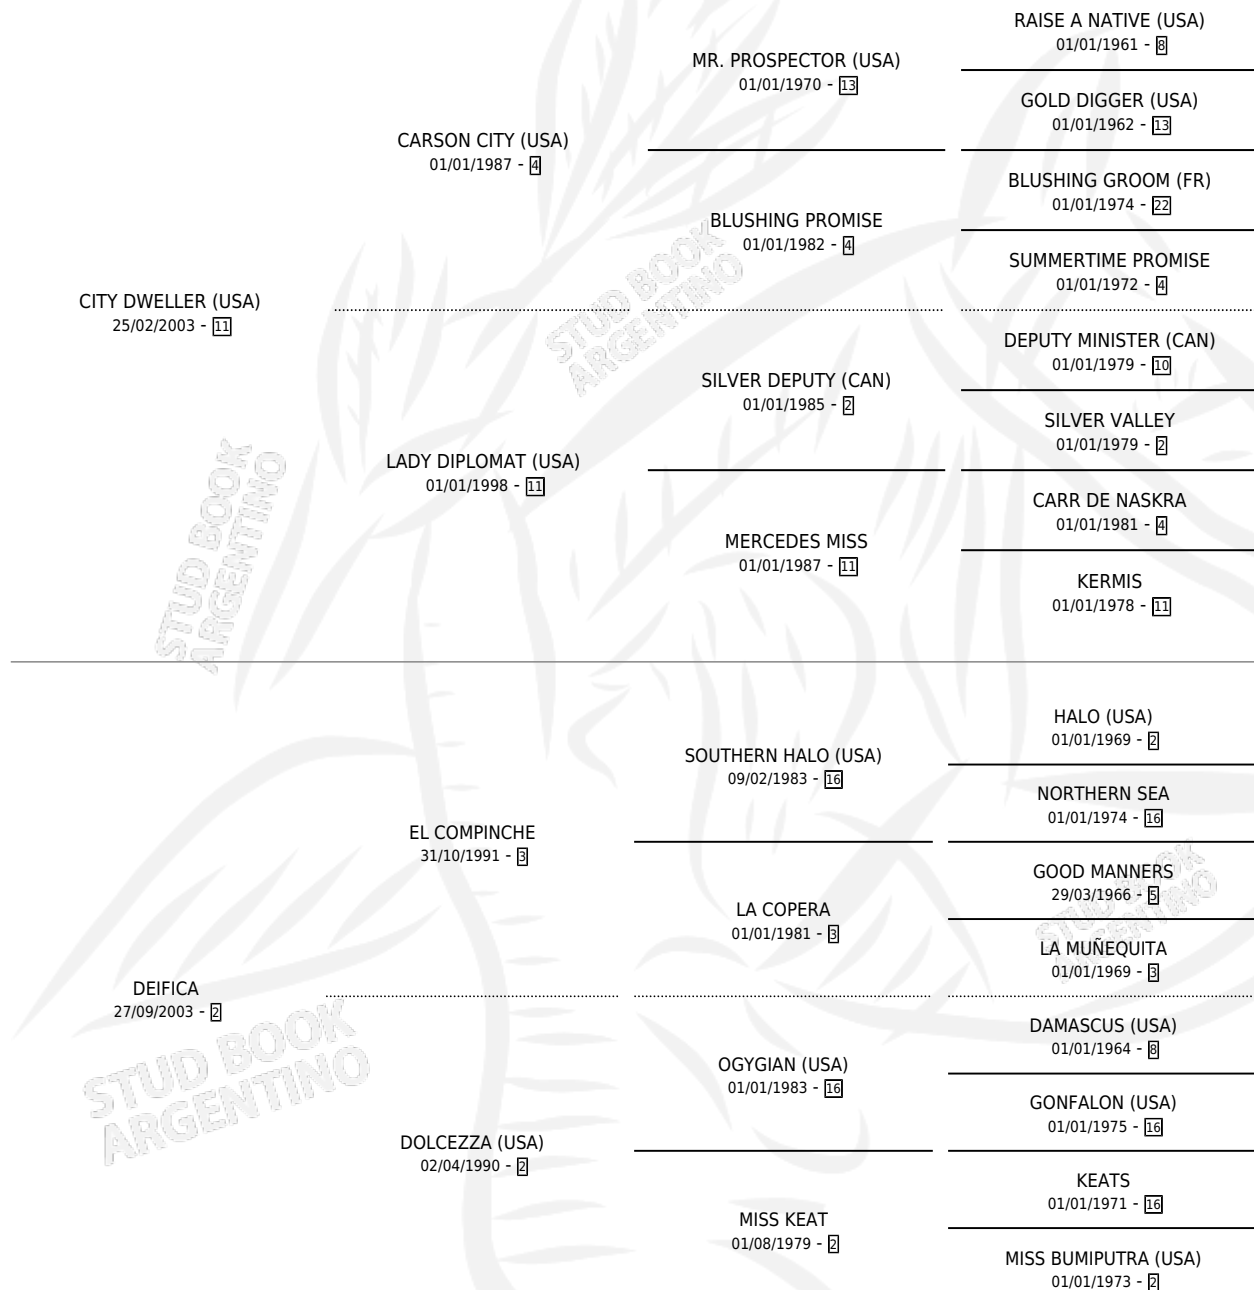 RAISE A NATIVE (USA)
01/01/1961 - 8
MR. PROSPECTOR (USA)
01/01/1970 - 13
GOLD DIGGER (USA)
01/01/1962 - 13
CARSON CITY (USA)
01/01/1987 - 4
BLUSHING GROOM (FR)
01/01/1974 - 22
BLUSHING PROMISE
01/01/1982 - 4
SUMMERTIME PROMISE
01/01/1972 - 4
CITY DWELLER (USA)
25/02/2003 - 11
STUD BOOK
ARGENTINO
DEPUTY MINISTER (CAN)
01/01/1979 - 10
SILVER DEPUTY (CAN)
01/01/1985 - 2
SILVER VALLEY
01/01/1979 - 2
LADY DIPLOMAT (USA)
01/01/1998 - 11
CARR DE NASKRA
01/01/1981 - 4
MERCEDES MISS
01/01/1987 - 11
KERMIS
01/01/1978 - 11
STUD BOOK
ARGENTINO
HALO (USA)
01/01/1969 - 2
SOUTHERN HALO (USA)
09/02/1983 - 16
NORTHERN SEA
01/01/1974 - 16
EL COMPINCHE
31/10/1991 - 3
GOOD MANNERS
29/03/1966 - 5
LA COPERA
01/01/1981 - 3
STUD BOOK
ARGENTINO
LA MUÑEQUITA
01/01/1969 - 3
DEIFICA
27/09/2003 - 2
DAMASCUS (USA)
01/01/1964 - 8
OGYGIAN (USA)
01/01/1983 - 16
STUD BOOK
ARGENTINO
GONFALON (USA)
01/01/1975 - 16
DOLCEZZA (USA)
02/04/1990 - 2
KEATS
01/01/1971 - 16
MISS KEAT
01/08/1979 - 2
MISS BUMIPUTRA (USA)
01/01/1973 - 2